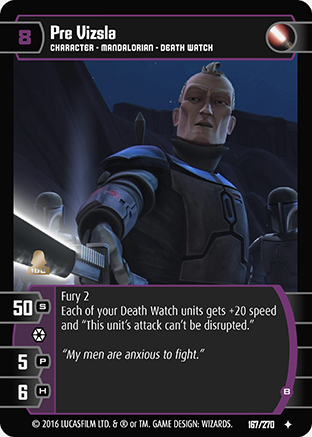 8
Pre Vizsla
CHARACTER - MANDALORIAN - DEATH WATCH
50 S
5 P
6 H
Fury 2
Each of your Death Watch units gets +20 speed
and “This unit's attack can't be disrupted.”
“My men are anxious to fight.”
B
© 2016 LUCASFILM LTD. & ® or TM. GAME DESIGN: WIZARDS.
167/270